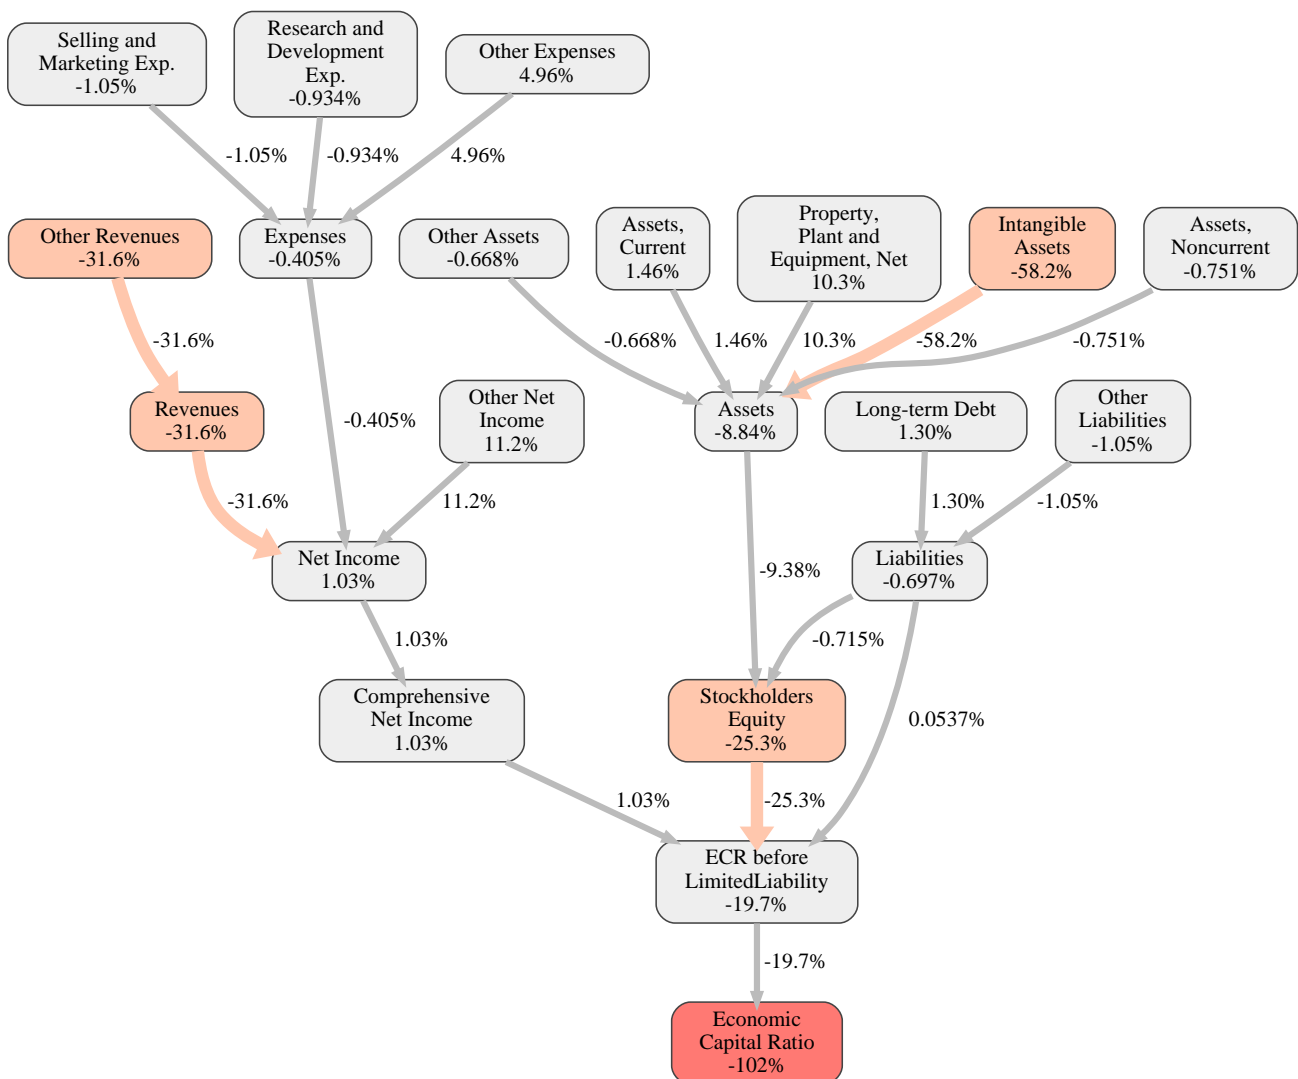 Selling and
Marketing Exp.
-1.05%
Research and
Development
Exp.
-0.934%
Other Expenses
4.96%
-1.05%
-0.934%
4.96%
Other Revenues
-31.6%
Expenses
-0.405%
Other Assets
-0.668%
Assets,
Current
1.46%
Property,
Plant and
Equipment, Net
10.3%
Intangible
Assets
-58.2%
Assets,
Noncurrent
-0.751%
-31.6%
-0.668%
1.46%
10.3%
-58.2%
-0.751%
Revenues
-31.6%
-0.405%
Other Net
Income
11.2%
Assets
-8.84%
Long-term Debt
1.30%
Other
Liabilities
-1.05%
-31.6%
11.2%
1.30%
-1.05%
Net Income
1.03%
-9.38%
Liabilities
-0.697%
1.03%
-0.715%
Comprehensive
Net Income
1.03%
Stockholders
Equity
-25.3%
0.0537%
1.03%
-25.3%
ECR before
LimitedLiability
-19.7%
-19.7%
Economic
Capital Ratio
-102%